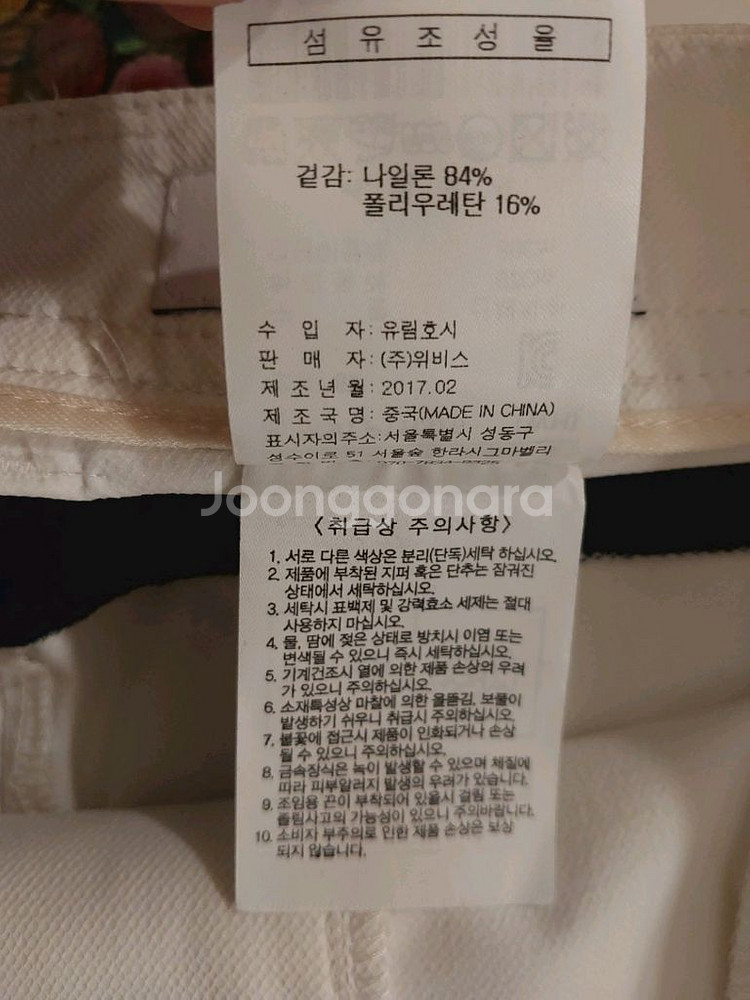 섬유조성율
겉감: 나일론 84%
폴리우레탄 16%
수 입 자: 유림호시
판 매 자: (주)위비스
제 조 년 월: 2017.02
제 조 국 명: 중국(MADE IN CHINA)
표시자의주소: 서울특별시 성동구
성수이로 51 서울숲 한라시그마밸리
Joonggonara
<취급상 주의사항>
1. 서로 다른 색상은 분리(단독)세탁 하십시오.
2. 제품에 부착된 지퍼 혹은 단추는 잠궈진
상태에서 세탁하십시오.
3. 세탁시 표백제 및 강력효소 세제는 절대
사용하지 마십시오.
4. 물, 땀에 젖은 상태로 방치시 이염 또는
변색될 수 있으니 즉시 세탁하십시오.
5. 기계건조시 열에 의한 제품 손상의 우려
가 있으니 주의하십시오.
6. 소재특성상 마찰에 의한 올뜯김, 보풀이
발생하기 쉬우니 취급시 주의하십시오.
7. 불꽃에 접근시 제품이 인화되거나 손상
될 수 있으니 주의하십시오.
8. 금속장식은 녹이 발생할 수 있으며 체질에
따라 피부알러지 발생의 우려가 있습니다.
9. 조임용 끈이 부착되어 있을시 걸림 또는
졸림사고의 가능성이 있으니 주의바랍니다.
10. 소비자 부주의로 인한 제품 손상은 보상
되지 않습니다.